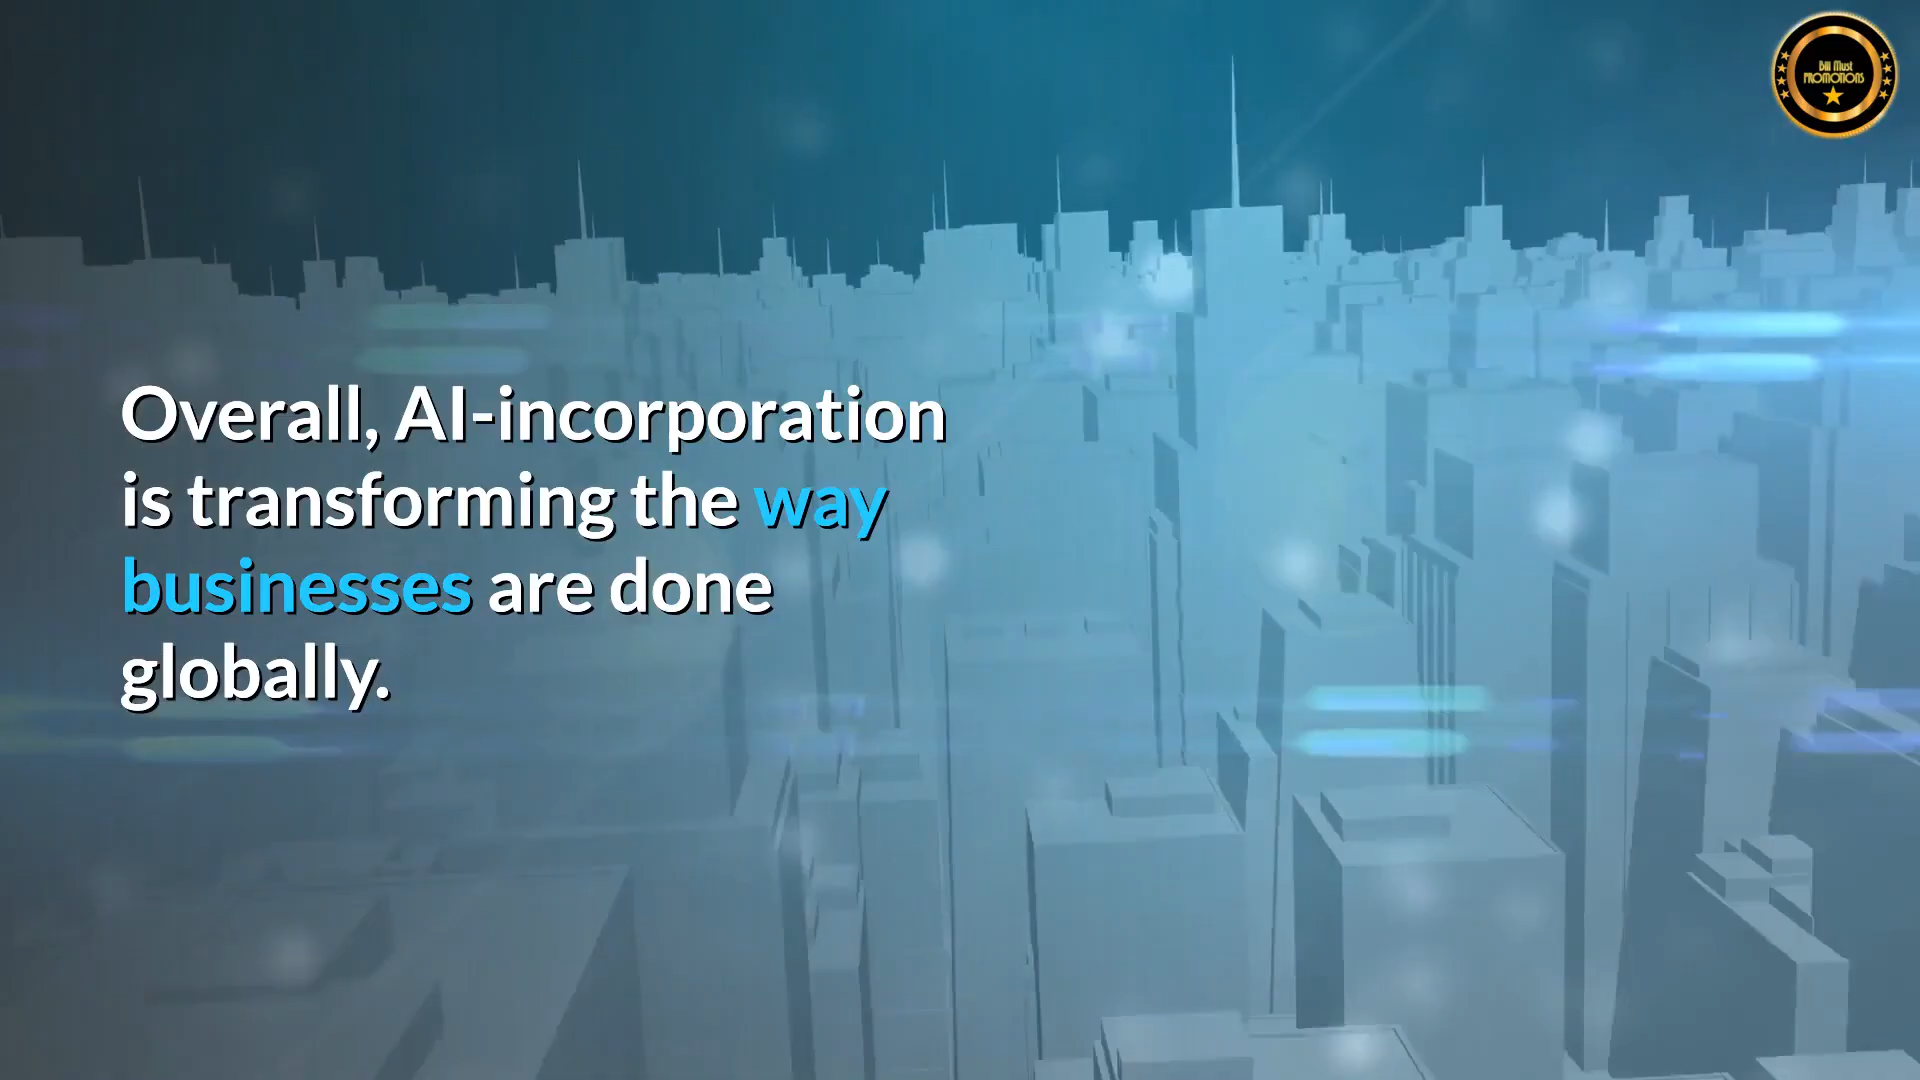 Bill Must
PROMOTIONS
Overall, AI-incorporation
is transforming the way
businesses are done
globally.